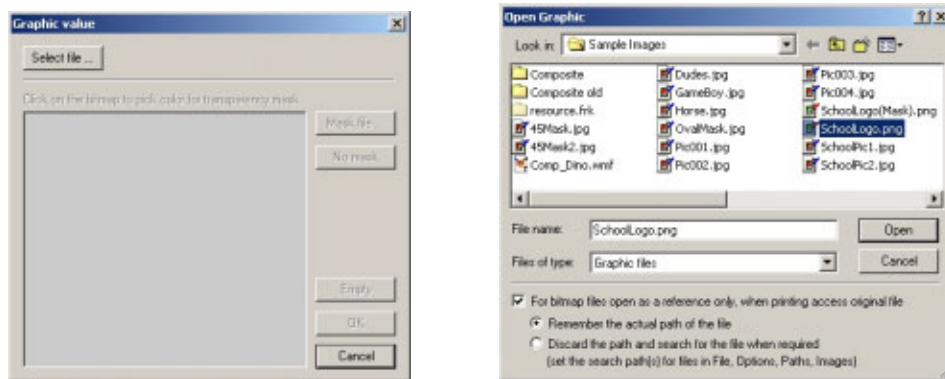 Graphic value
Select file ...
Click on the bitmap to pick color for transparency mask
Mask file...
No mask
Empty
OK
Cancel
Open Graphic
Look in: Sample Images
Composite
Composite old
resource.frk
45Mask.jpg
45Mask2.jpg
Comp_Dino.wmf
Dudes.jpg
GameBoy.jpg
Horse.jpg
OvalMask.jpg
Pic001.jpg
Pic002.jpg
Pic003.jpg
Pic004.jpg
SchoolLogo(Mask).png
SchoolLogo.png
SchoolPic1.jpg
SchoolPic2.jpg
File name: SchoolLogo.png
Open
Files of type: Graphic files
Cancel
For bitmap files open as a reference only, when printing access original file
Remember the actual path of the file
Discard the path and search for the file when required
(set the search path(s) for files in File, Options, Paths, Images)